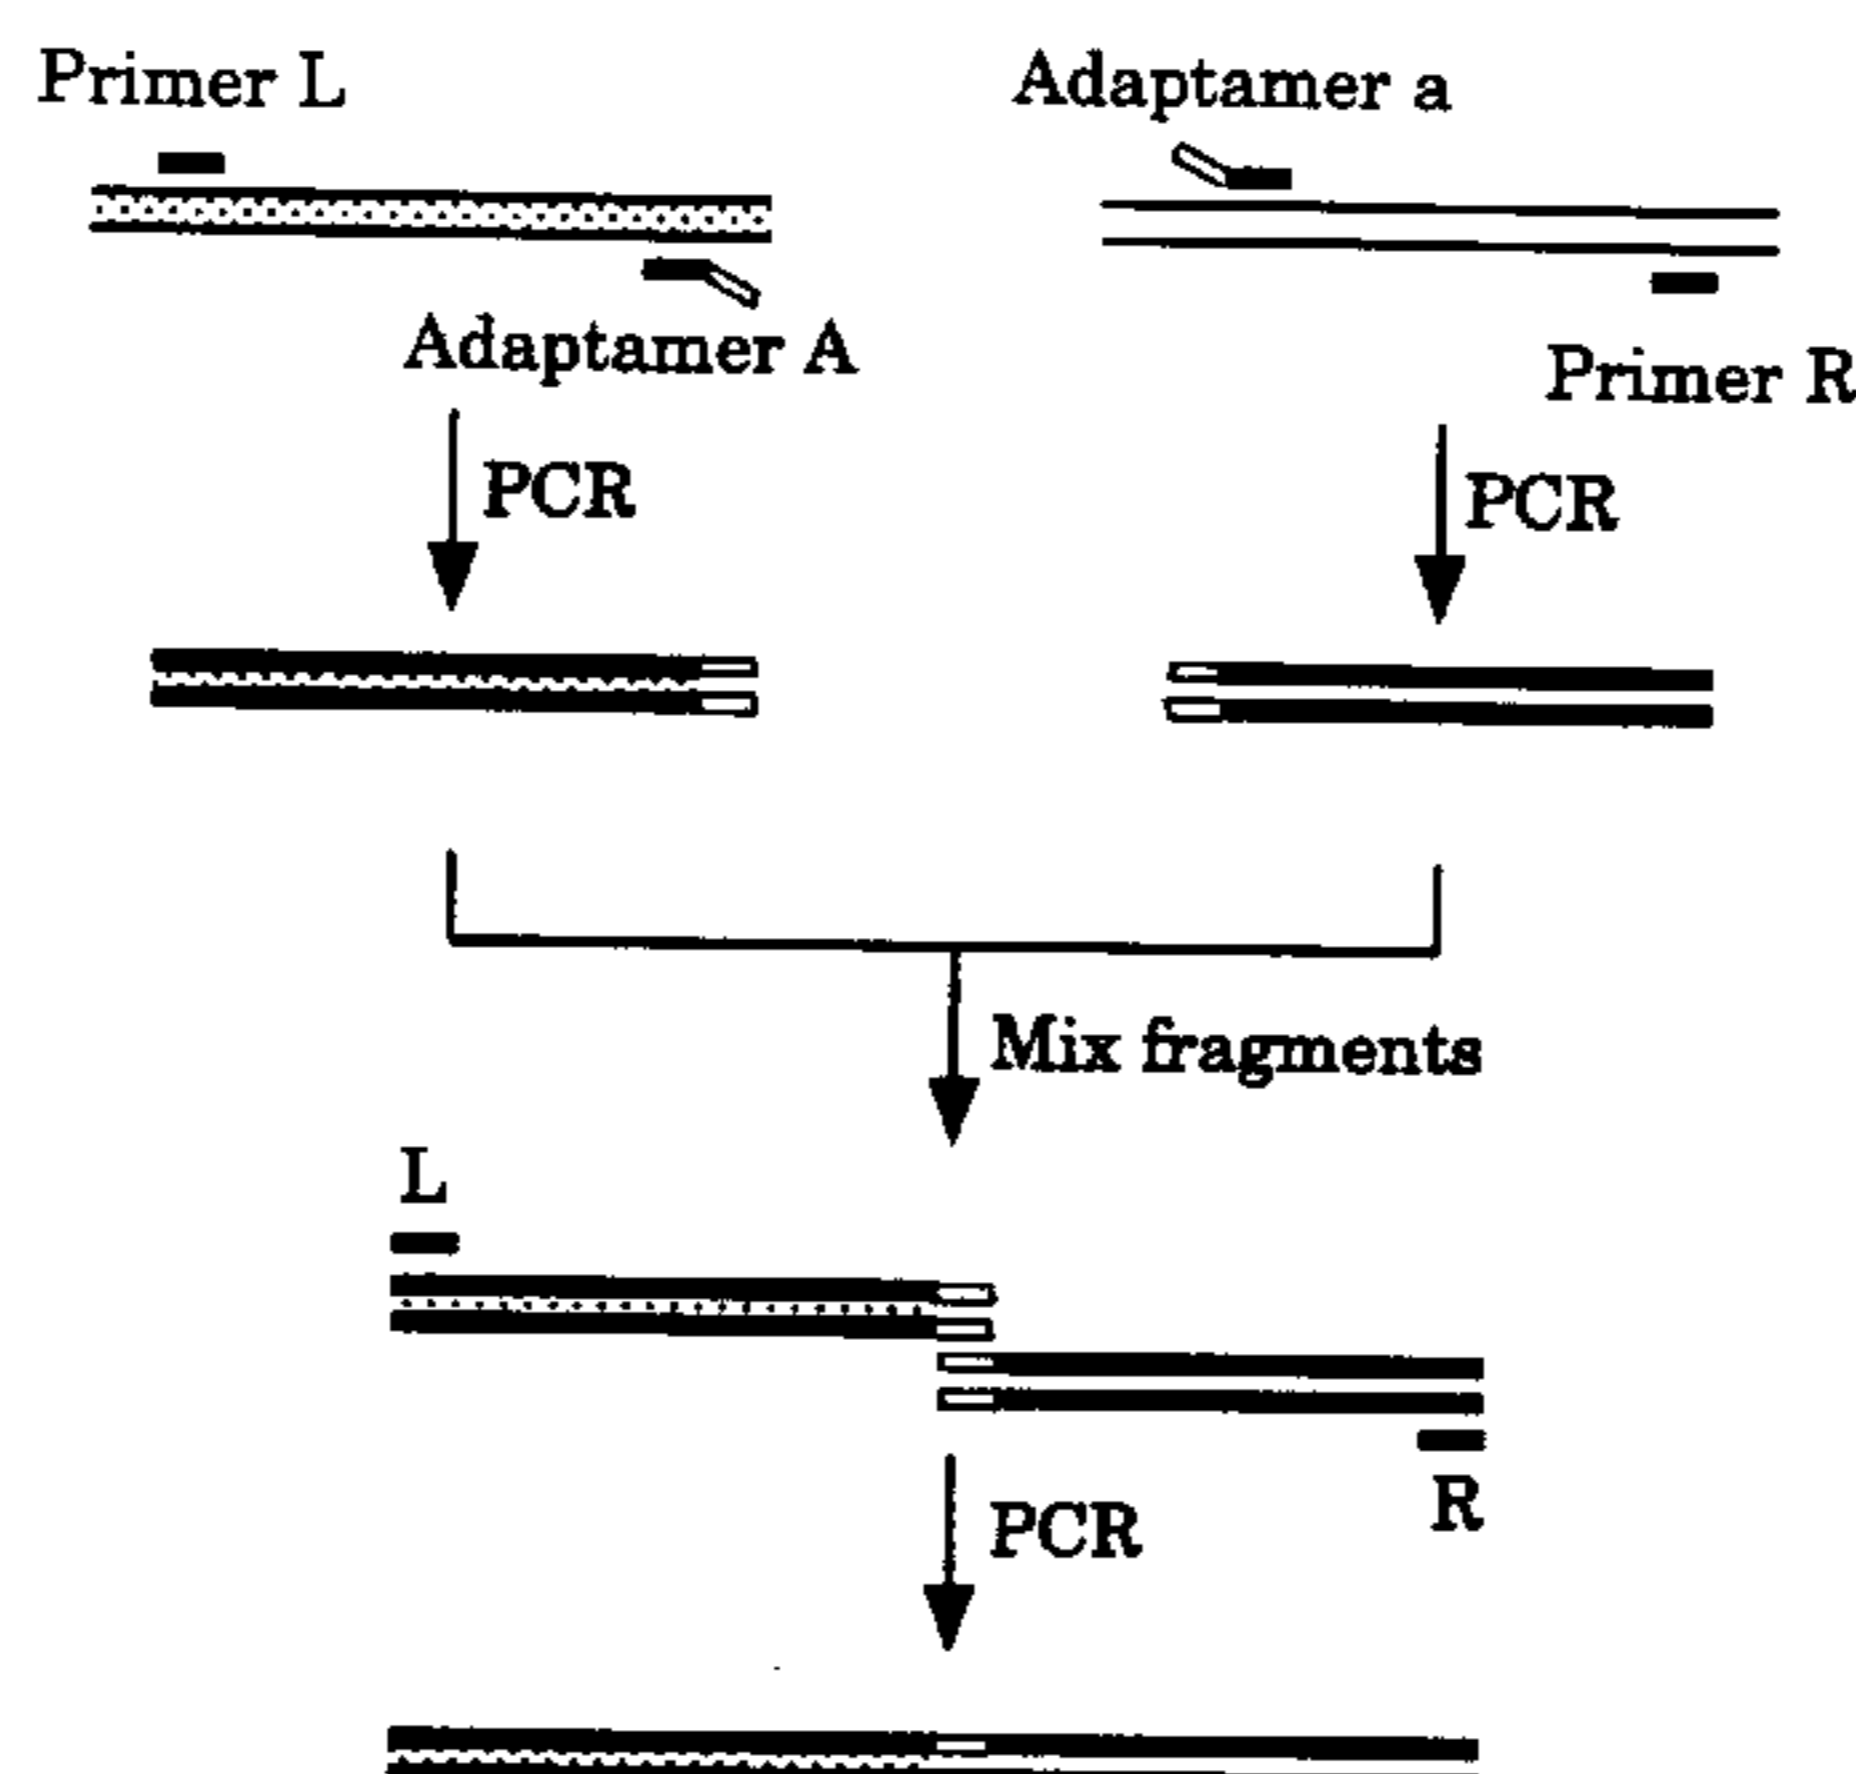 Primer L
Adaptamer a
Adaptamer A
Primer R
PCR
PCR
Mix fragments
L
R
PCR